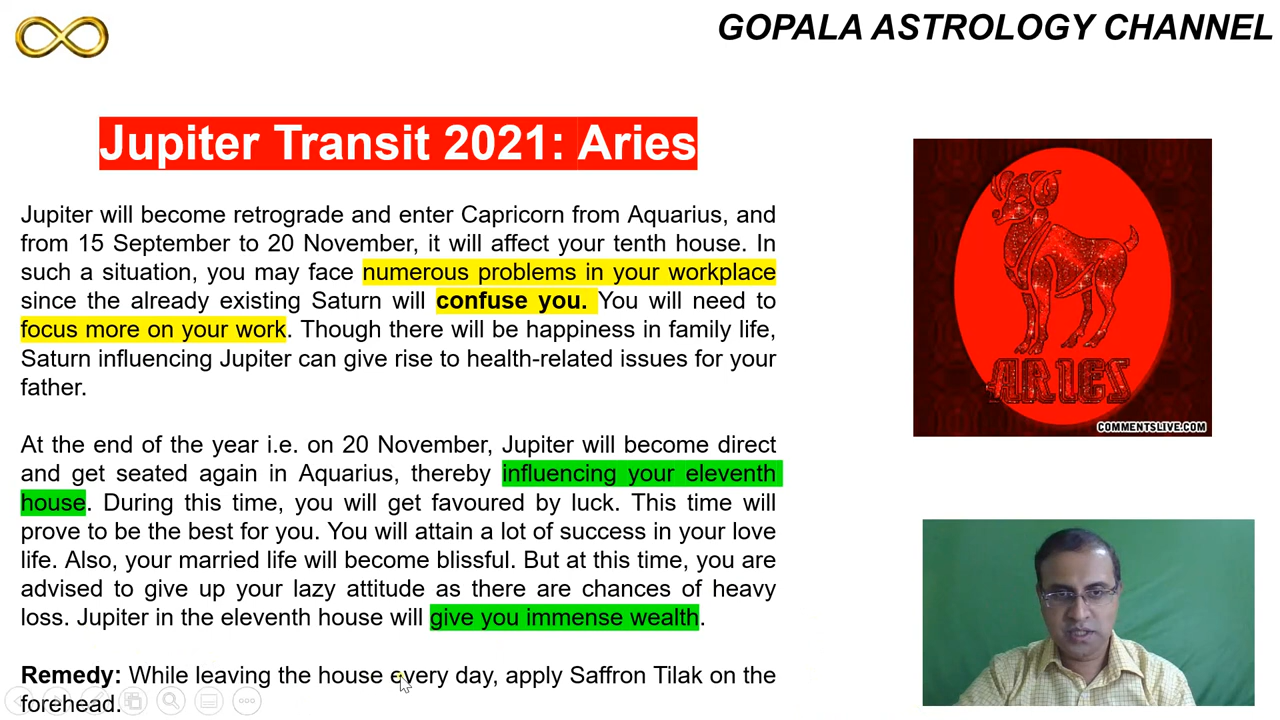 GOPALA ASTROLOGY CHANNEL
Jupiter Transit 2021: Aries
Jupiter will become retrograde and enter Capricorn from Aquarius, and
from 15 September to 20 November, it will affect your tenth house. In
such a situation, you may face numerous problems in your workplace
since the already existing Saturn will confuse you. You will need to
focus more on your work. Though there will be happiness in family life,
Saturn influencing Jupiter can give rise to health-related issues for your
father.
At the end of the year i.e. on 20 November, Jupiter will become direct
and get seated again in Aquarius, thereby influencing your eleventh
house. During this time, you will get favoured by luck. This time will
prove to be the best for you. You will attain a lot of success in your love
life. Also, your married life will become blissful. But at this time, you are
advised to give up your lazy attitude as there are chances of heavy
loss. Jupiter in the eleventh house will give you immense wealth.
Remedy: While leaving the house every day, apply Saffron Tilak on the
forehead.
ARIES
COMMENTSLIVE.COM